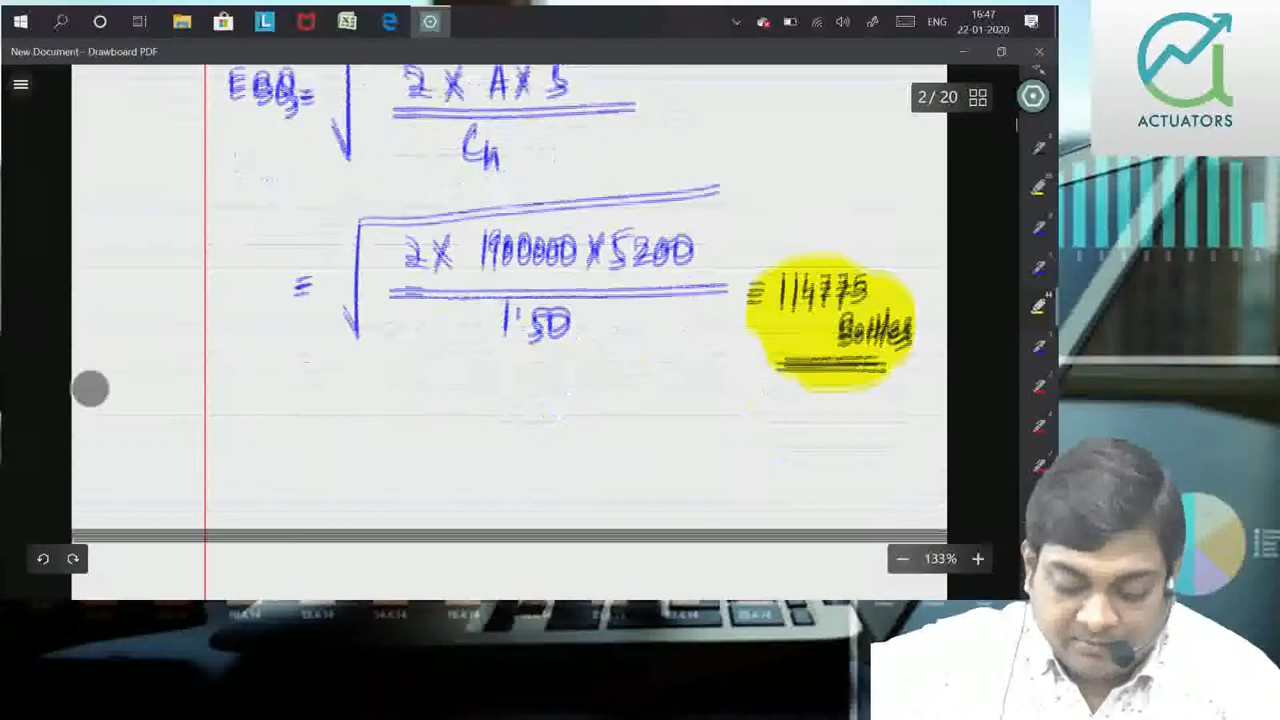 16:47
ENG
22-01-2020
New Document - Drawboard PDF
ACTUATORS
2 / 20
EBQ = √ 2 X A X S
Ch
= √ 2 X 1900000 X 5200
1.50
= 114775
Bottles
133%